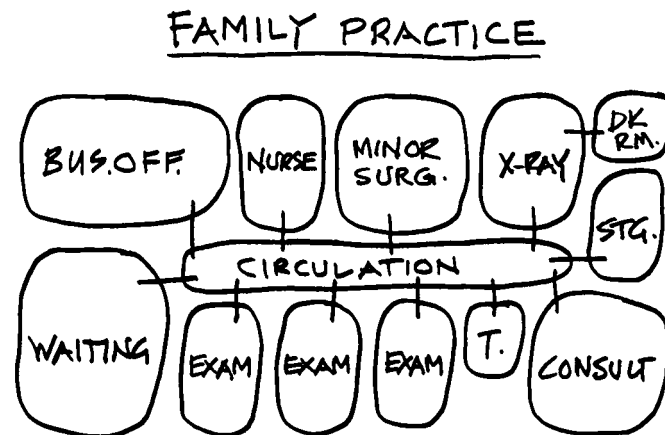 FAMILY PRACTICE
BUS.OFF.
NURSE
MINOR
SURG.
X-RAY
DK
RM.
STG.
CIRCULATION
WAITING
EXAM
EXAM
EXAM
T.
CONSULT